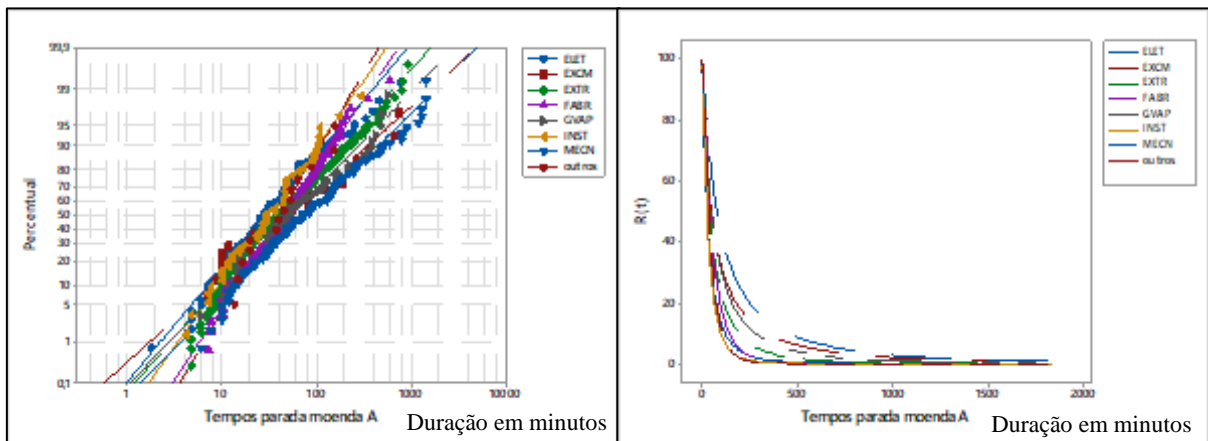 Percentual
99,9
99
95
90
80
70
60
50
40
30
20
10
5
1
0,1
1
10
100
1000
10000
Tempos parada moenda A
Duração em minutos
ELET
EXCM
EXTR
FABR
GVAP
INST
MECN
outros
R(t)
100
80
60
40
20
0
0
500
1000
1500
2000
Tempos parada moenda A
Duração em minutos
ELET
EXCM
EXTR
FABR
GVAP
INST
MECN
outros